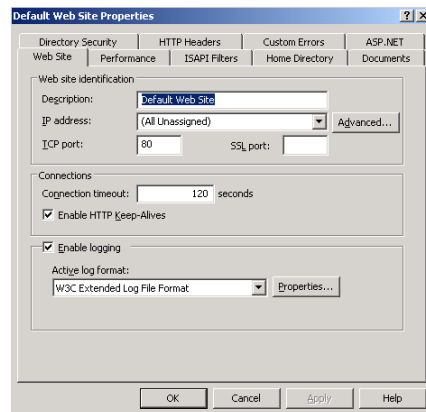 Default Web Site Properties
Directory Security HTTP Headers Custom Errors ASP.NET
Web Site Performance ISAPI Filters Home Directory Documents
Web site identification
Description: Default Web Site
IP address: (All Unassigned) Advanced...
TCP port: 80 SSL port:
Connections
Connection timeout: 120 seconds
Enable HTTP Keep-Alives
Enable logging
Active log format:
W3C Extended Log File Format Properties...
OK Cancel Apply Help